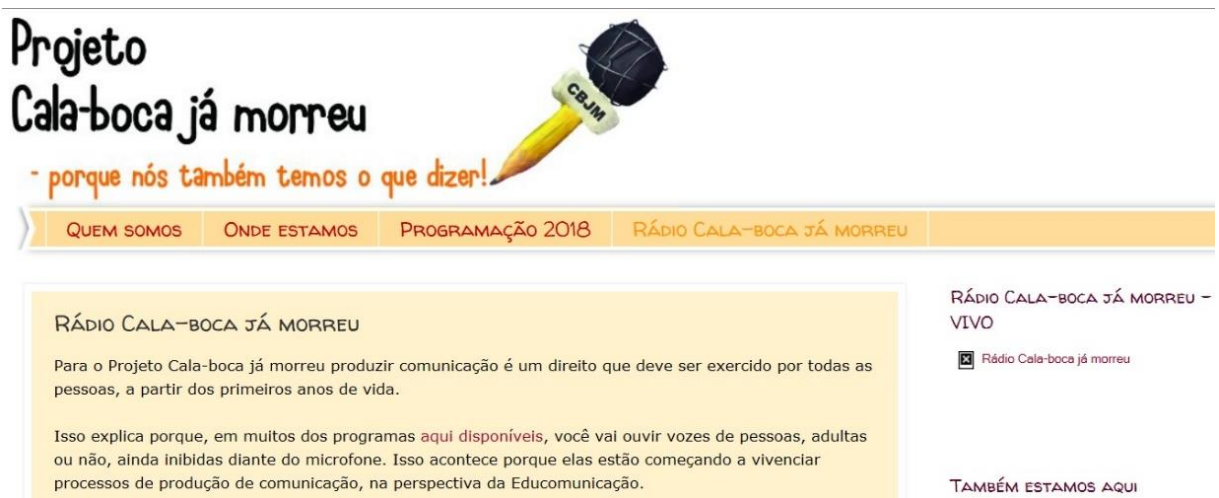 Projeto
Cala-boca já morreu
CBJM
- porque nós também temos o que dizer!
Quem somos
Onde estamos
Programação 2018
Rádio Cala-boca já morreu
Rádio Cala-boca já morreu
Para o Projeto Cala-boca já morreu produzir comunicação é um direito que deve ser exercido por todas as
pessoas, a partir dos primeiros anos de vida.
Isso explica porque, em muitos dos programas aqui disponíveis, você vai ouvir vozes de pessoas, adultas
ou não, ainda inibidas diante do microfone. Isso acontece porque elas estão começando a vivenciar
processos de produção de comunicação, na perspectiva da Educomunicação.
Rádio Cala-boca já morreu -
VIVO
Rádio Cala-boca já morreu
Também estamos aqui